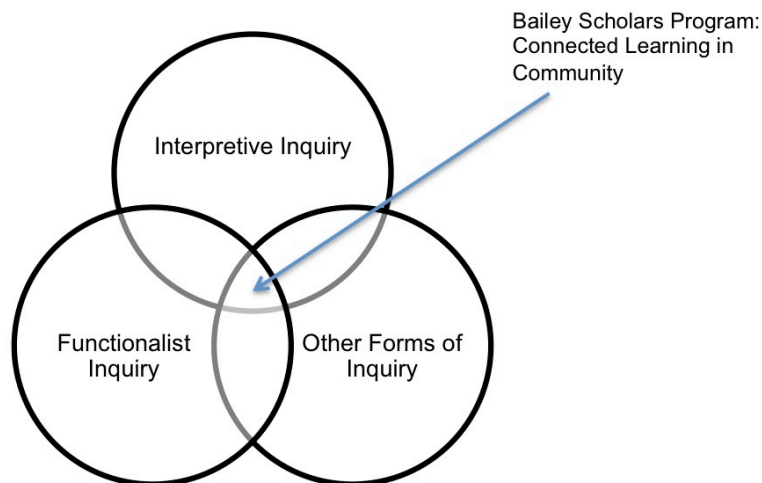 Bailey Scholars Program:
Connected Learning in
Community
Interpretive Inquiry
Functionalist
Inquiry
Other Forms of
Inquiry